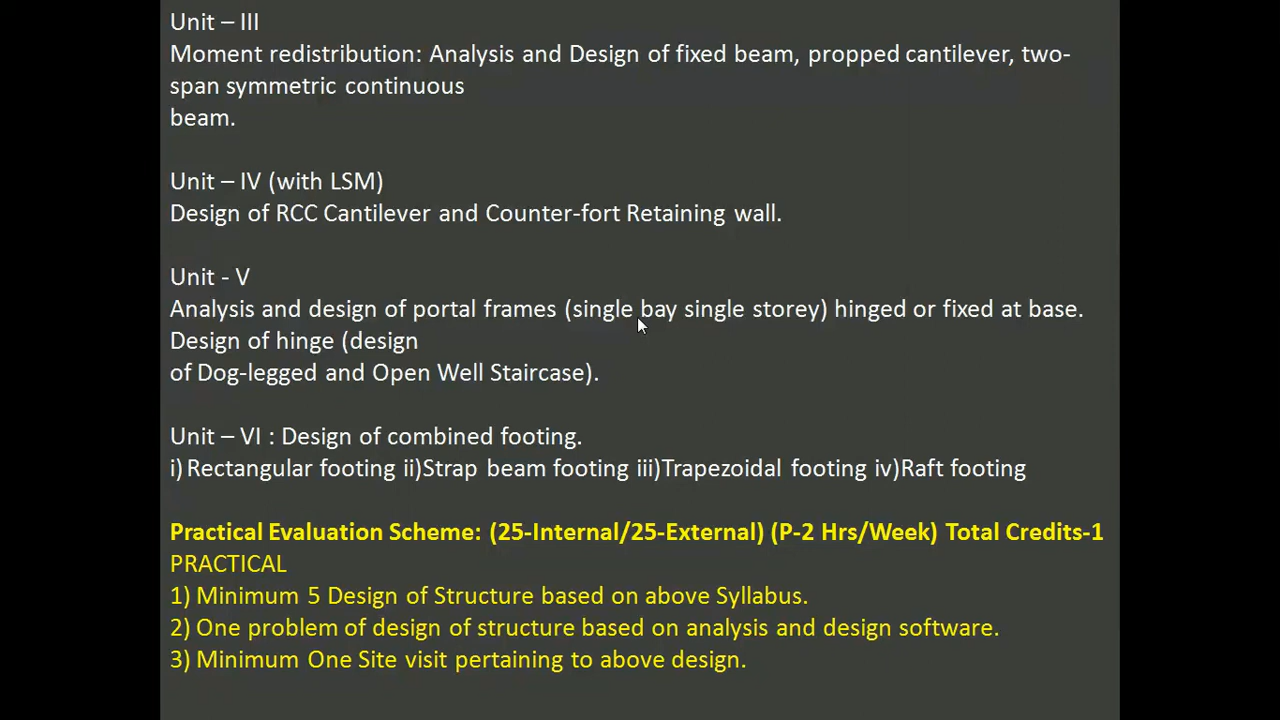 Unit – III
Moment redistribution: Analysis and Design of fixed beam, propped cantilever, two-
span symmetric continuous
beam.
Unit – IV (with LSM)
Design of RCC Cantilever and Counter-fort Retaining wall.
Unit - V
Analysis and design of portal frames (single bay single storey) hinged or fixed at base.
Design of hinge (design
of Dog-legged and Open Well Staircase).
Unit – VI : Design of combined footing.
i) Rectangular footing ii)Strap beam footing iii)Trapezoidal footing iv)Raft footing
Practical Evaluation Scheme: (25-Internal/25-External) (P-2 Hrs/Week) Total Credits-1
PRACTICAL
1) Minimum 5 Design of Structure based on above Syllabus.
2) One problem of design of structure based on analysis and design software.
3) Minimum One Site visit pertaining to above design.